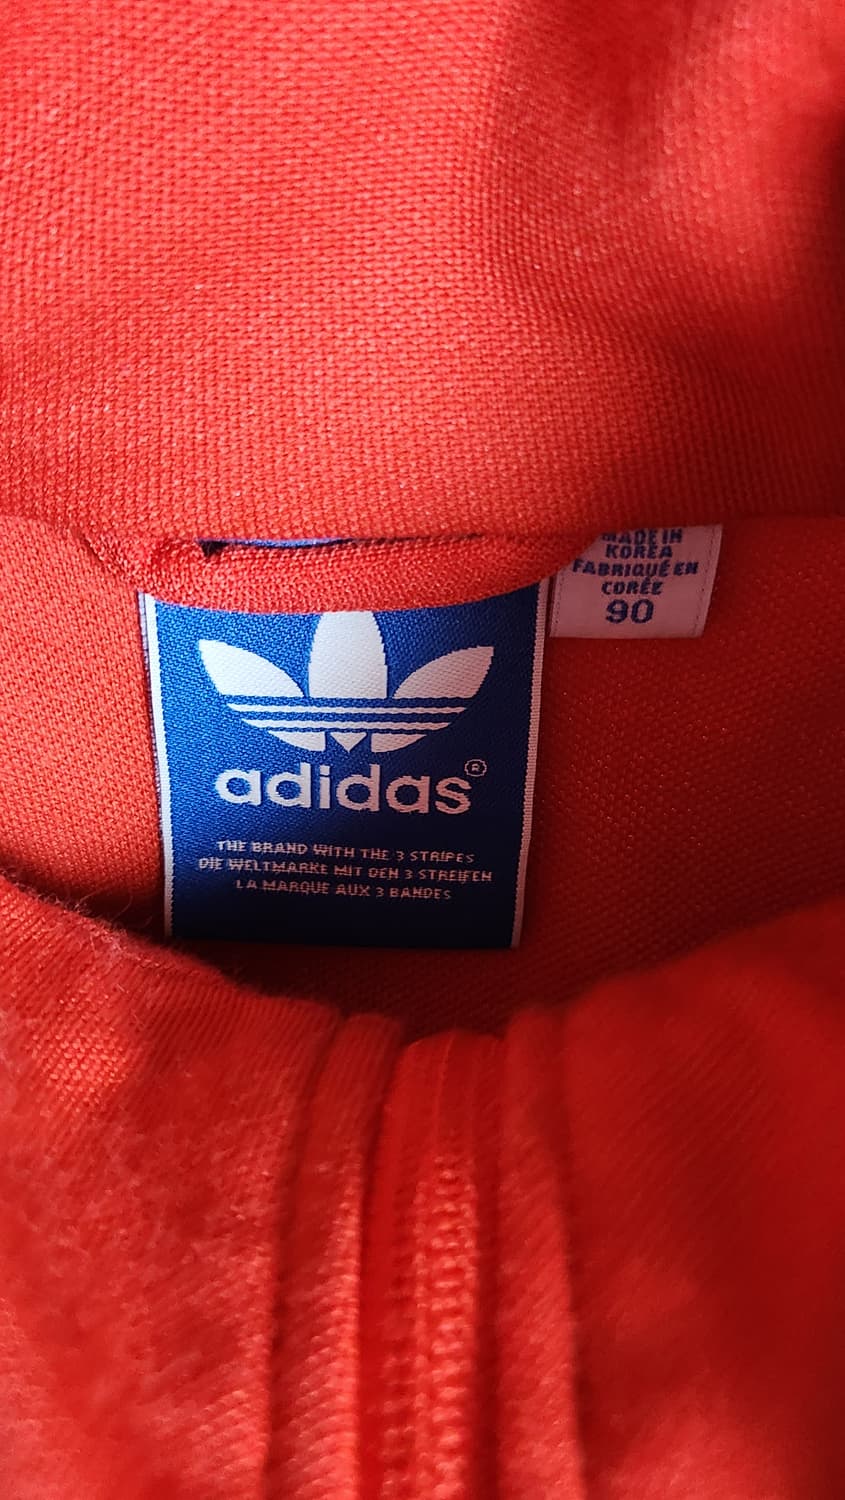 MADE IN
KOREA
FABRIQUÉ EN
CORÉE
90
adidas®
THE BRAND WITH THE 3 STRIPES
DIE WELTMARKE MIT DEN 3 STREIFEN
LA MARQUE AUX 3 BANDES